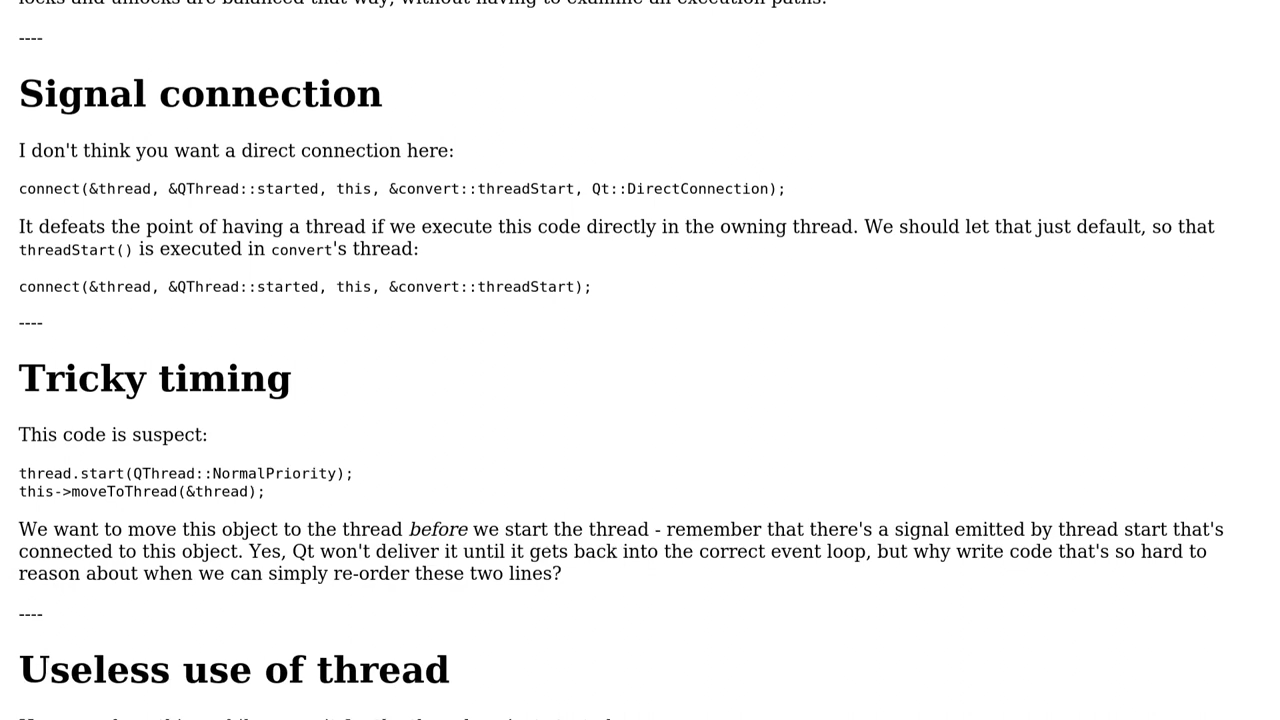 ----
Signal connection
I don't think you want a direct connection here:
connect(&thread, &QThread::started, this, &convert::threadStart, Qt::DirectConnection);
It defeats the point of having a thread if we execute this code directly in the owning thread. We should let that just default, so that
threadStart() is executed in convert's thread:
connect(&thread, &QThread::started, this, &convert::threadStart);
----
Tricky timing
This code is suspect:
thread.start(QThread::NormalPriority);
this->moveToThread(&thread);
We want to move this object to the thread before we start the thread - remember that there's a signal emitted by thread start that's
connected to this object. Yes, Qt won't deliver it until it gets back into the correct event loop, but why write code that's so hard to
reason about when we can simply re-order these two lines?
----
Useless use of thread